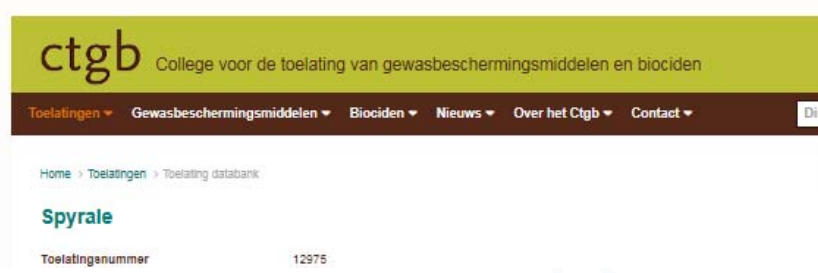 ctgb College voor de toelating van gewasbeschermingsmiddelen en biociden
Toelatingen Gewasbeschermingsmiddelen Biociden Nieuws Over het Ctgb Contact Di
Home > Toelatingen > Toelating databank
Spyrale
Toelatingsnummer 12975